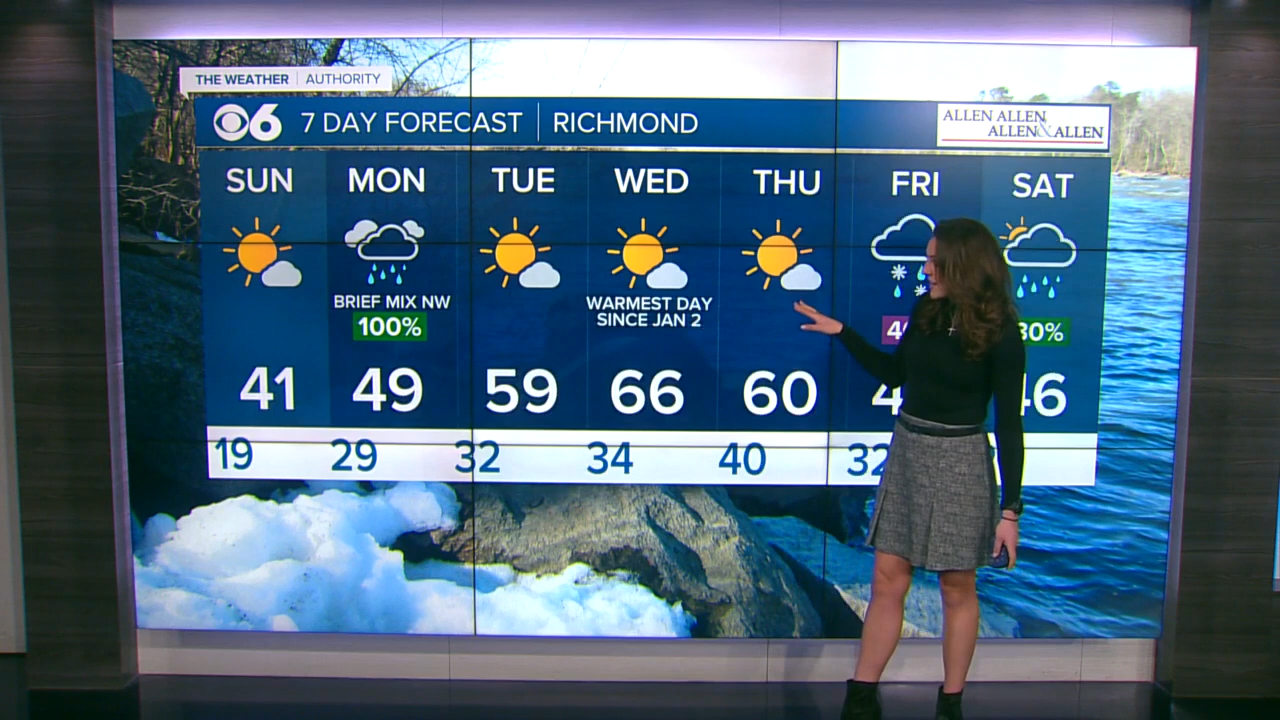 THE WEATHER | AUTHORITY
CBS 6 7 DAY FORECAST | RICHMOND
ALLEN ALLEN
ALLEN & ALLEN
SUN MON TUE WED THU FRI SAT
BRIEF MIX NW
100%
WARMEST DAY
SINCE JAN 2
41 49 59 66 60
19 29 32 34 40 32